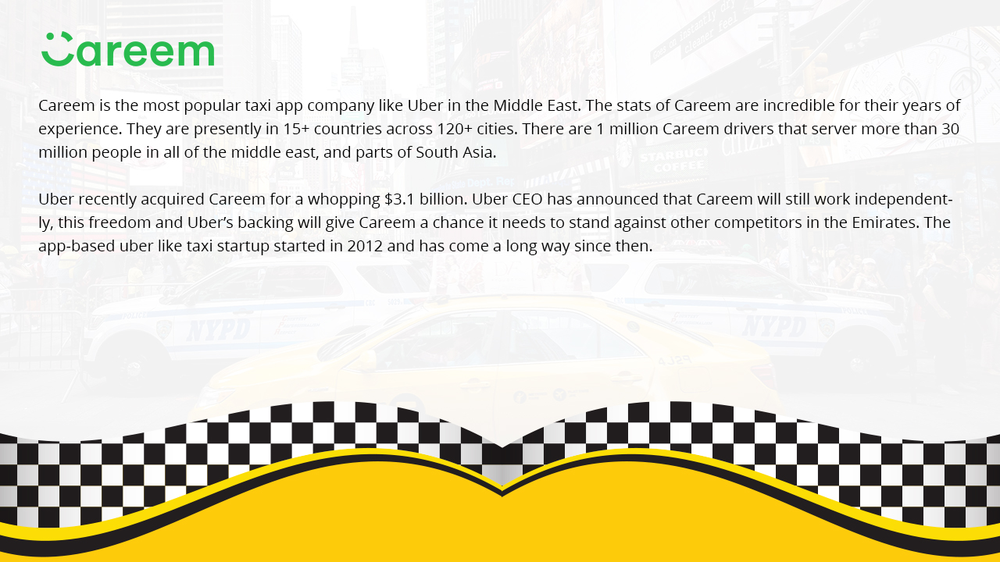 Careem
Careem is the most popular taxi app company like Uber in the Middle East. The stats of Careem are incredible for their years of
experience. They are presently in 15+ countries across 120+ cities. There are 1 million Careem drivers that server more than 30
million people in all of the middle east, and parts of South Asia.
Uber recently acquired Careem for a whopping $3.1 billion. Uber CEO has announced that Careem will still work independent-
ly, this freedom and Uber’s backing will give Careem a chance it needs to stand against other competitors in the Emirates. The
app-based uber like taxi startup started in 2012 and has come a long way since then.
STARBUCKS
COFFEE
CITIZEN
NYPD
NYPD